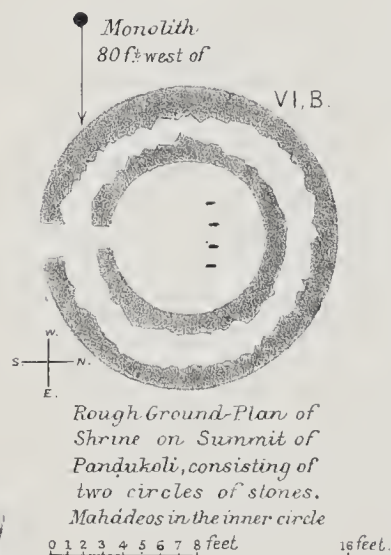 Monolith
80 ft. west of
VI, B.
W.
S. N.
E.
Rough Ground-Plan of
Shrine on Summit of
Pandukoli, consisting of
two circles of stones.
Mahádeos in the inner circle
0 1 2 3 4 5 6 7 8 feet 16 feet.